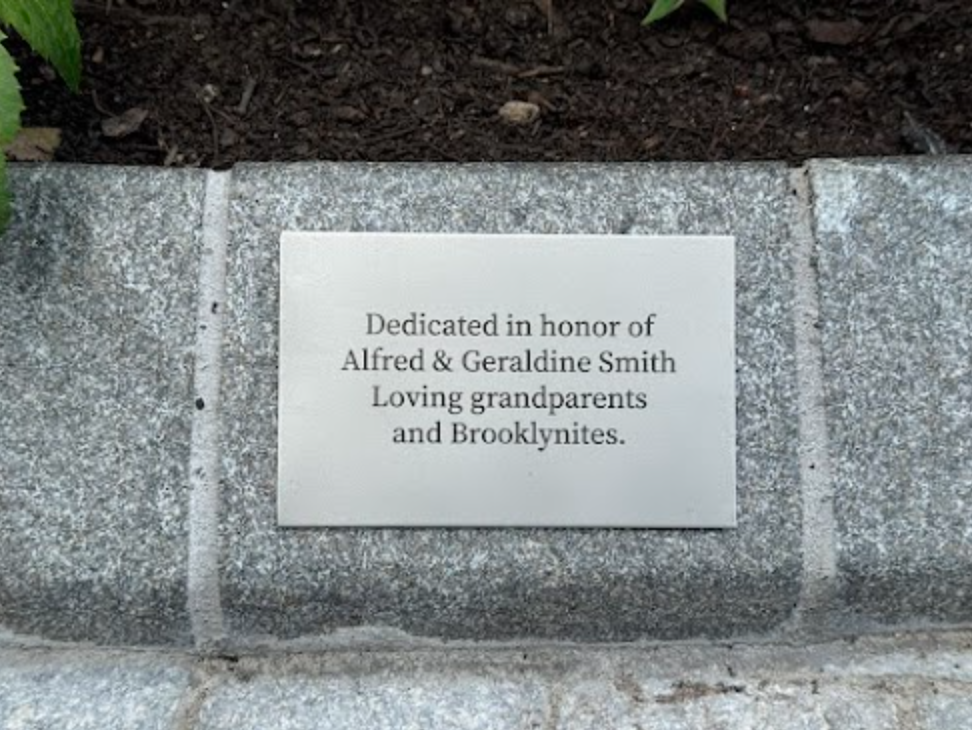 Dedicated in honor of
Alfred & Geraldine Smith
Loving grandparents
and Brooklynites.